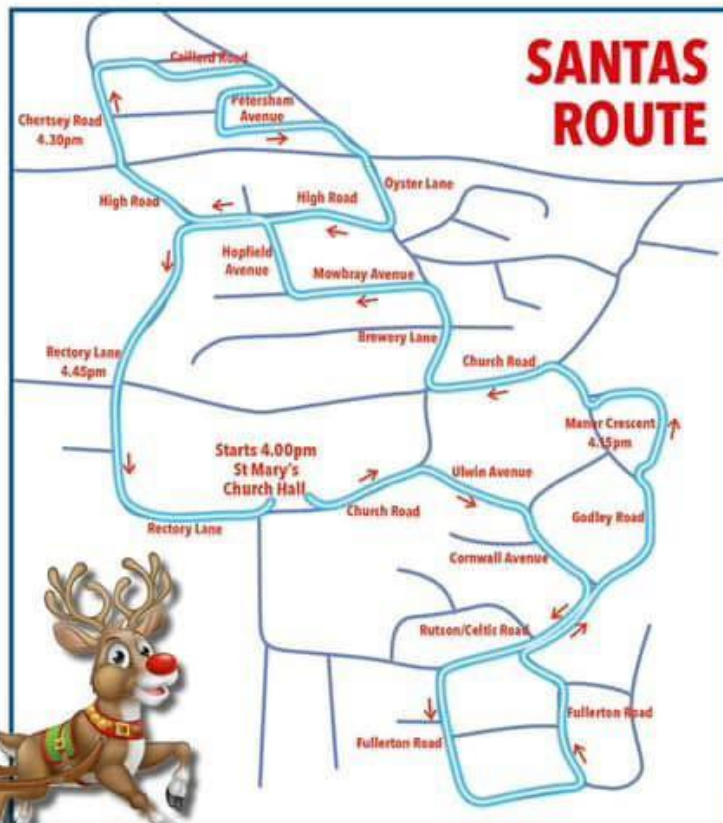 SANTAS
ROUTE
Caillerd Road
Petersham
Avenue
Chertsey Road
4.30pm
Oyster Lane
High Road
High Road
Hopfield
Avenue
Mowbray Avenue
Brewery Lane
Rectory Lane
4.45pm
Church Road
Maner Crescent
4.15pm
Starts 4.00pm
St Mary's
Church Hall
Ulwin Avenue
Church Road
Godley Road
Rectory Lane
Cornwall Avenue
Rutson/Celtic Road
Fullerton Road
Fullerton Road